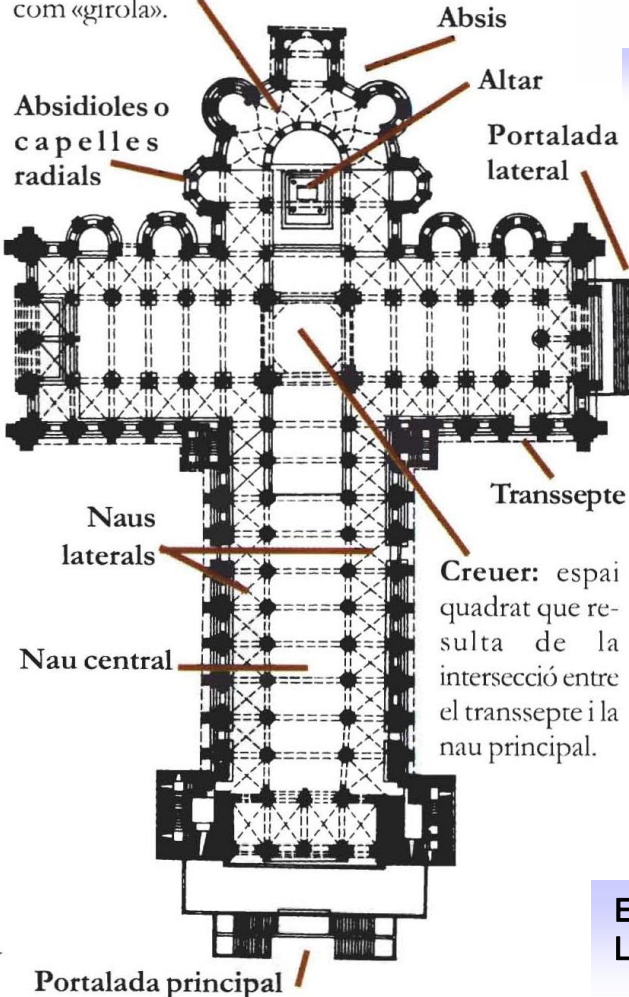 com «girola».
Absis
Altar
Absidioles o
capelles
radials
Portalada
lateral
Transsepte
Naus
laterals
Creuer: espai
quadrat que re-
sulta de la
intersecció entre
el transsepte i la
nau principal.
Nau central
Portalada principal